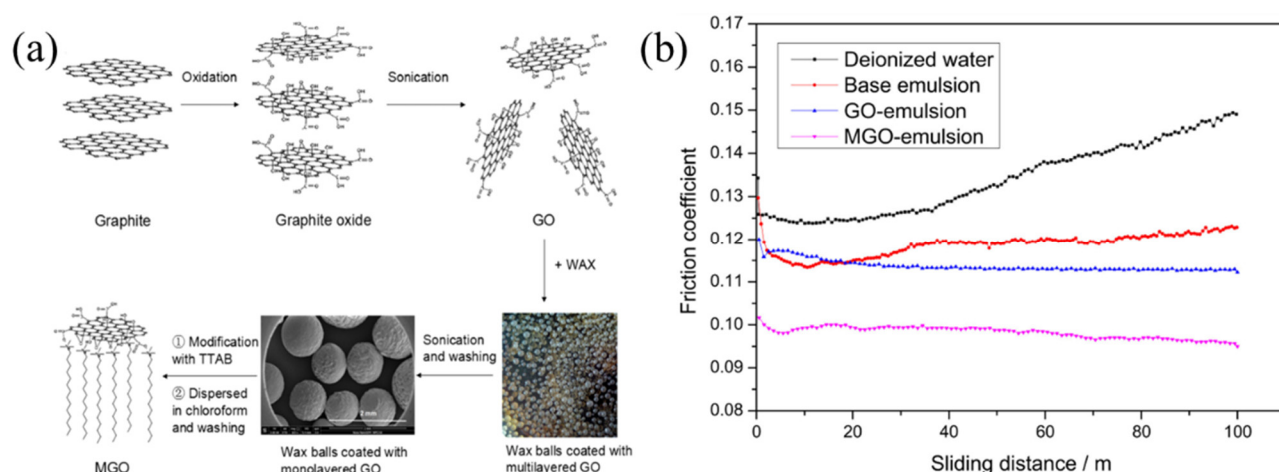 (a)
Oxidation
Sonication
Graphite
Graphite oxide
GO
+ WAX
① Modification
with TTAB
② Dispersed
in chloroform
and washing
Sonication
and washing
2 mm
MGO
Wax balls coated with
monolayered GO
Wax balls coated with
multilayered GO
(b)
Deionized water
Base emulsion
GO-emulsion
MGO-emulsion
Friction coefficient
0.17
0.16
0.15
0.14
0.13
0.12
0.11
0.10
0.09
0.08
0
20
40
60
80
100
Sliding distance / m